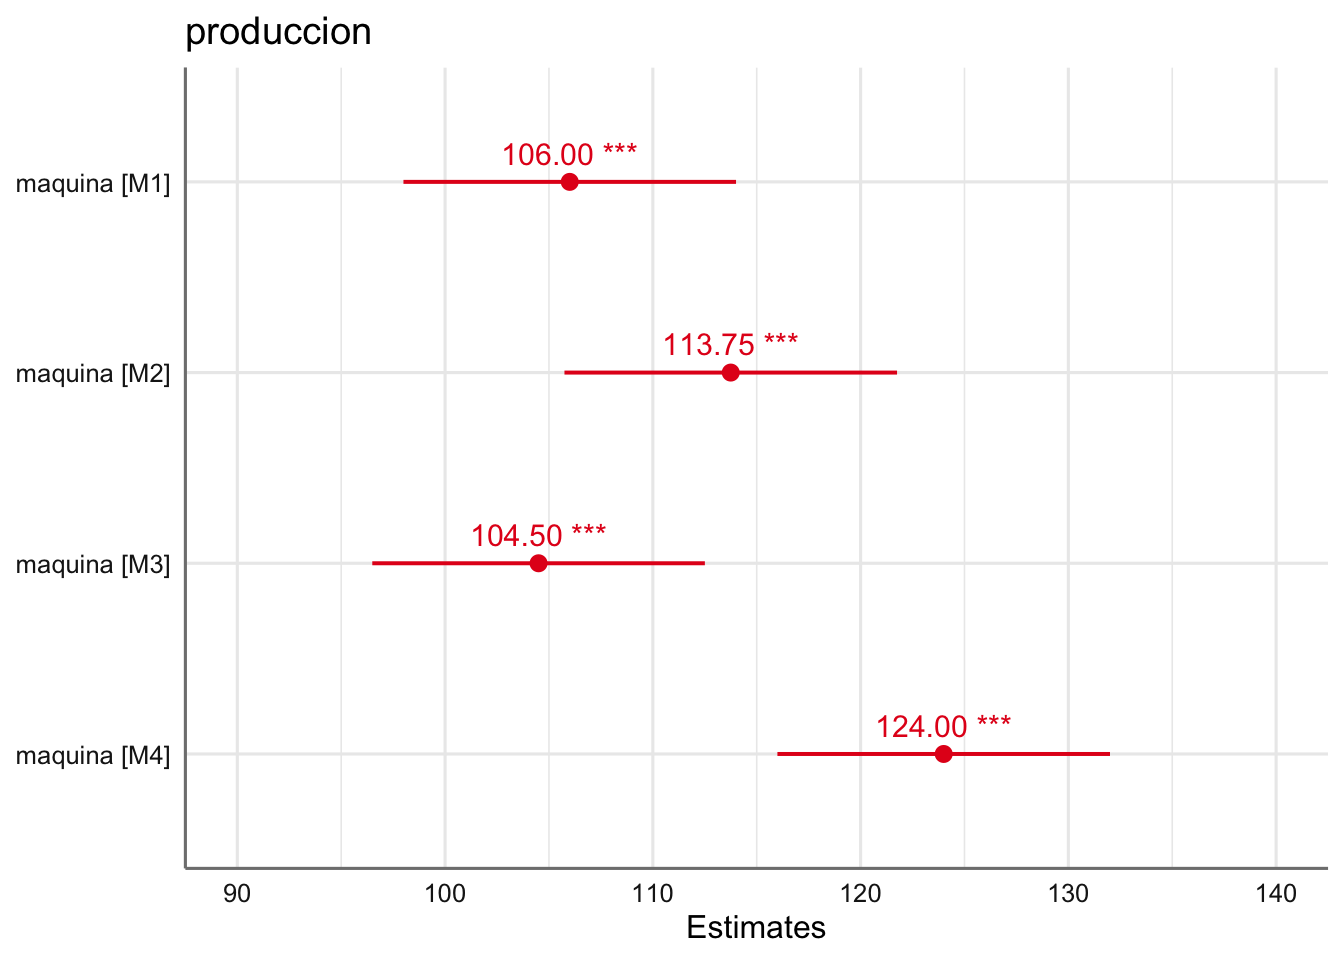 produccion
106.00 ***
maquina [M1]
113.75 ***
maquina [M2]
104.50 ***
maquina [M3]
124.00 ***
maquina [M4]
90 100 110 120 130 140
Estimates